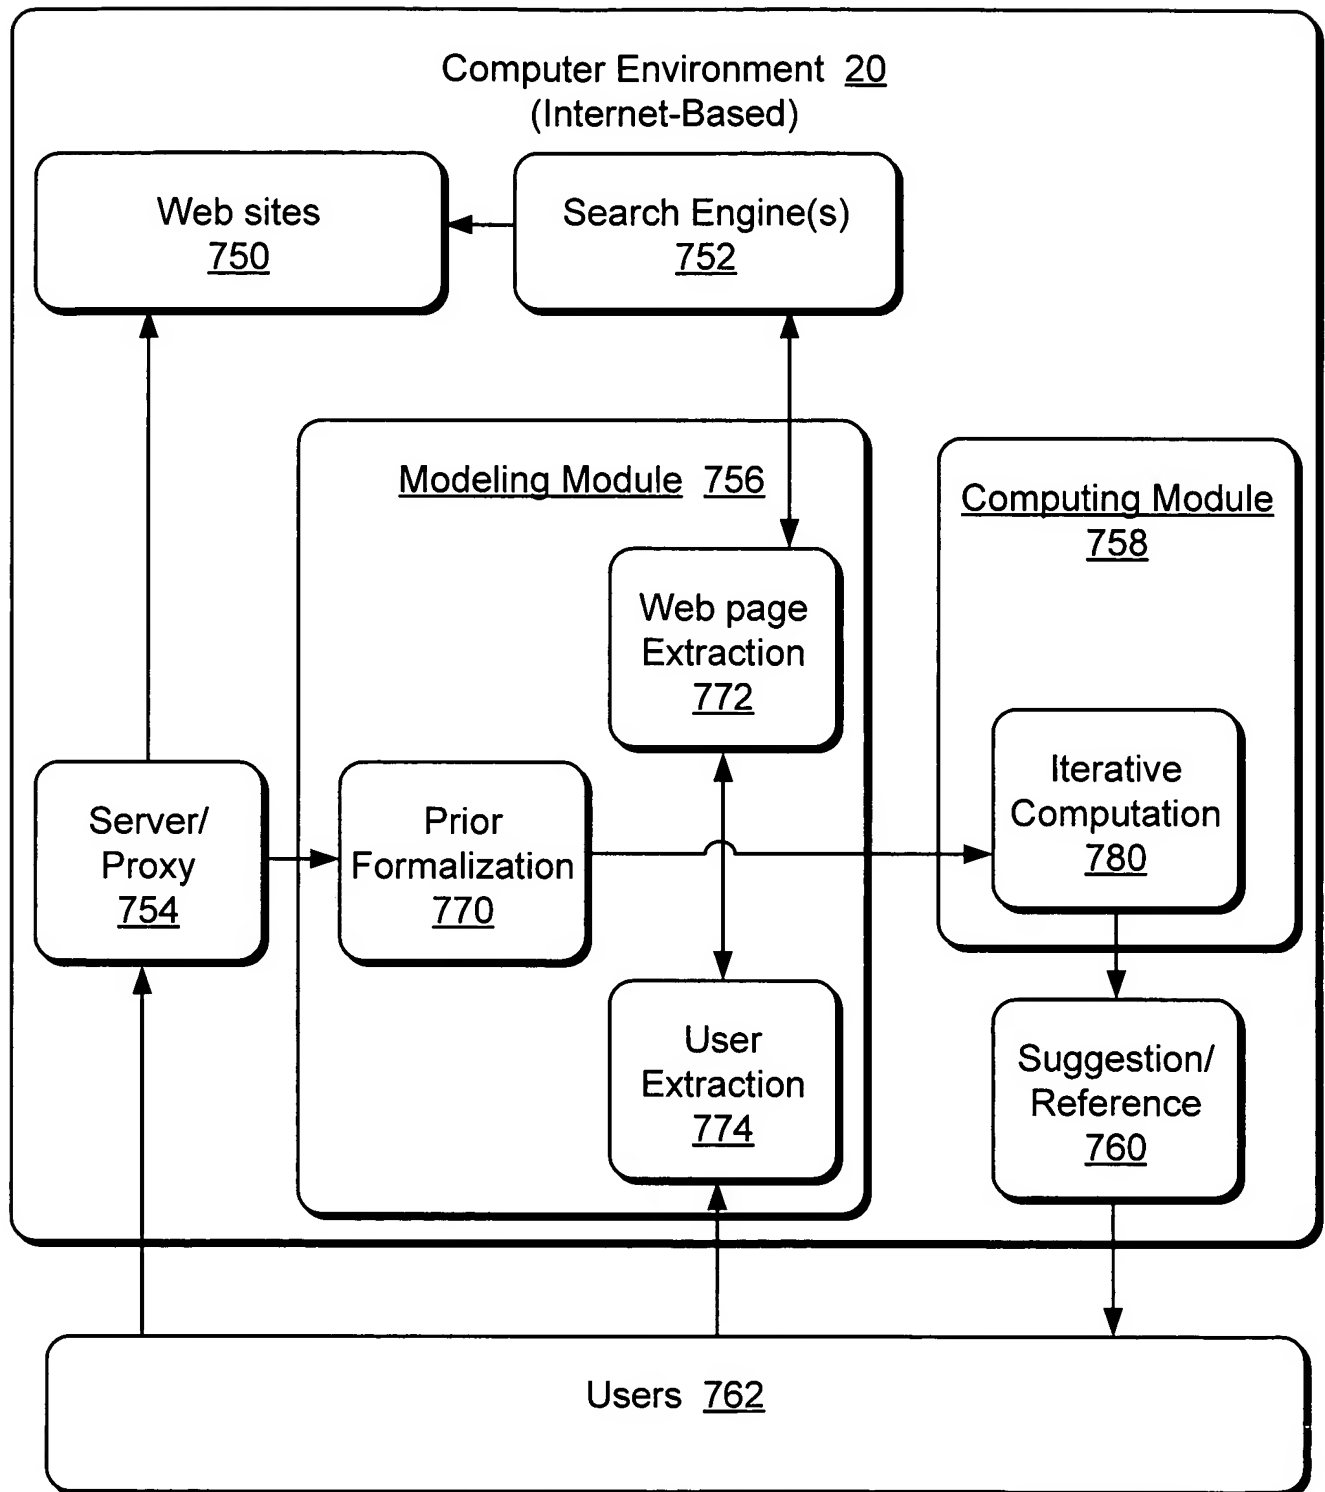 Computer Environment 20
(Internet-Based)
Web sites
750
Search Engine(s)
752
Modeling Module 756
Computing Module
758
Web page
Extraction
772
Server/
Proxy
754
Prior
Formalization
770
Iterative
Computation
780
User
Extraction
774
Suggestion/
Reference
760
Users 762